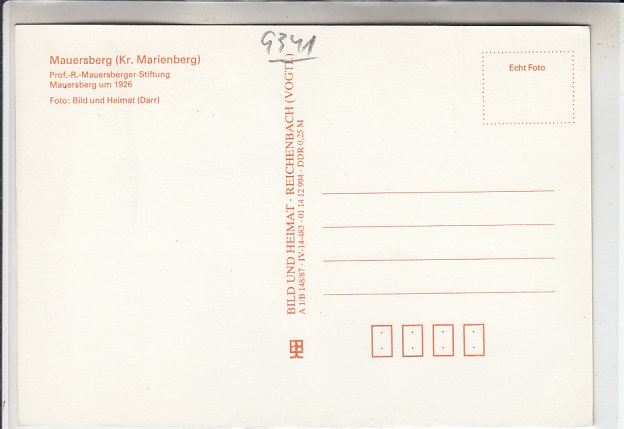 Mauersberg (Kr. Marienberg)
Prof.-R.-Mauersberger-Stiftung
Mauersberg um 1926
Foto: Bild und Heimat (Darr)
9341
BILD UND HEIMAT · REICHENBACH (VOGTL)
A 1/B 148/87 · IV-14-483 · 01 14 12 994 · DDR 0,25 M
Echt Foto